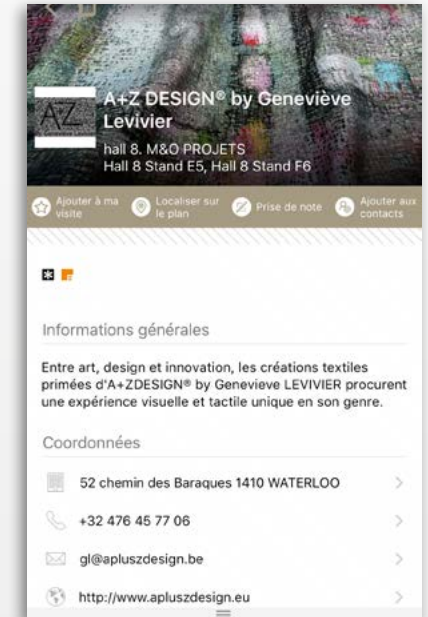 A+Z DESIGN® by Geneviève
Levivier
A+Z
hall 8. M&O PROJETS
Hall 8 Stand E5, Hall 8 Stand F6
Ajouter à ma
visite
Localiser sur
le plan
Prise de note
Ajouter aux
contacts
Informations générales
Entre art, design et innovation, les créations textiles
primées d'A+ZDESIGN® by Genevieve LEVIVIER procurent
une expérience visuelle et tactile unique en son genre.
Coordonnées
52 chemin des Baraques 1410 WATERLOO
+32 476 45 77 06
gl@apluszdesign.be
http://www.apluszdesign.eu